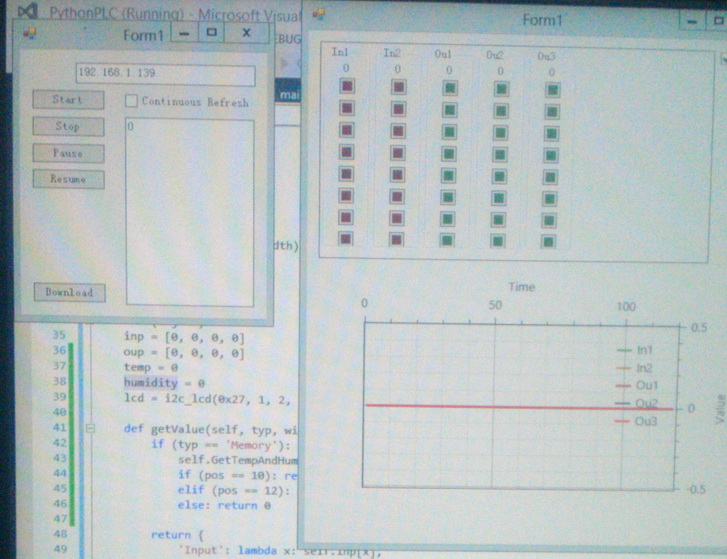 PythonPLC (Running) - Microsoft Visua
Form1
X
192.168.1.139
Start
Continuous Refresh
Stop
0
Pause
Resume
Download
Form1
In1 In2 Ou1 Ou2 Ou3
0 0 0 0 0
Time
0 50 100
0.5
In1
In2
Ou1
Ou2
Ou3
0
Value
-0.5
EBUG
mai
dth)
35 inp = [0, 0, 0, 0]
36 oup = [0, 0, 0, 0]
37 temp = 0
38 humidity = 0
39 lcd = i2c_lcd(0x27, 1, 2,
40
41 def getValue(self, typ, wi
42 if (typ == 'Memory'):
43 self.GetTempAndHum
44 if (pos == 10): re
45 elif (pos == 12):
46 else: return 0
47
48 return {
49 'Input': lambda x: self.inp[x],